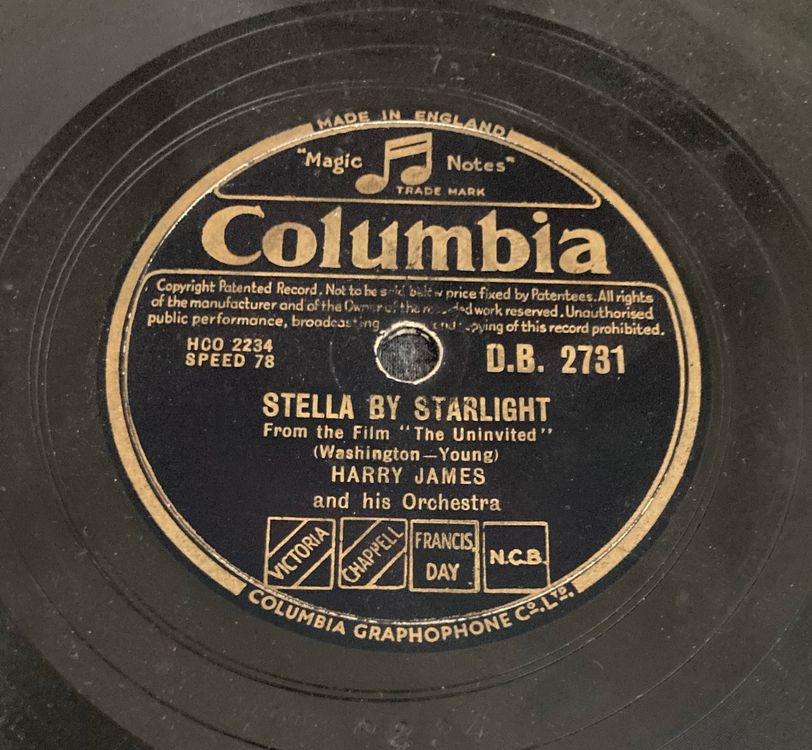 MADE IN ENGLAND
"Magic Notes"
TRADE MARK
Columbia
Copyright Patented Record. Not to be sold below price fixed by Patentees. All rights
of the manufacturer and of the Owner of the recorded work reserved. Unauthorised
public performance, broadcasting and copying of this record prohibited.
HCO 2234
SPEED 78
D.B. 2731
STELLA BY STARLIGHT
From the Film "The Uninvited"
(Washington—Young)
HARRY JAMES
and his Orchestra
VICTORIA
CHAPPELL
FRANCIS, DAY
N.C.B.
COLUMBIA GRAPHOPHONE CO. LTD.